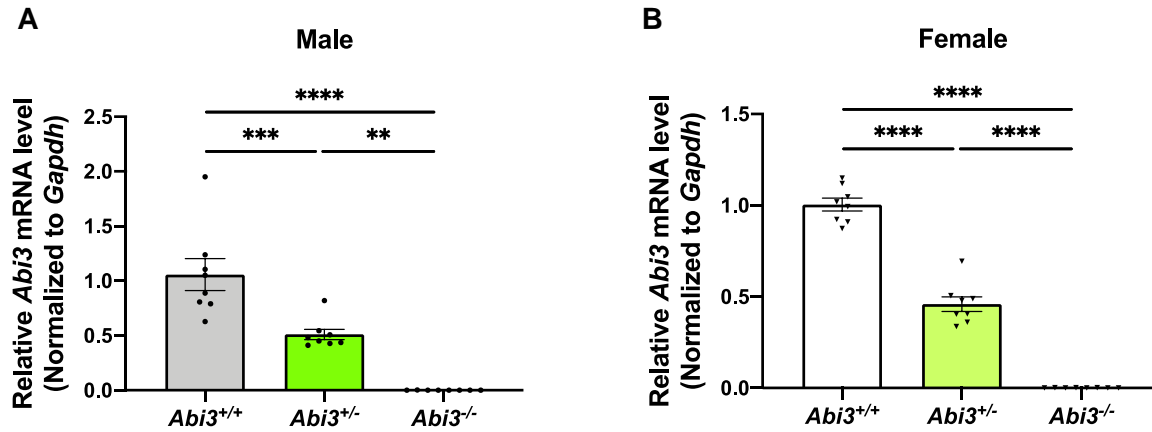 A
Male
Relative Abi3 mRNA level
(Normalized to Gapdh)
2.5
2.0
1.5
1.0
0.5
0.0
****
***
**
Abi3+/+
Abi3+/-
Abi3-/-
B
Female
Relative Abi3 mRNA level
(Normalized to Gapdh)
1.5
1.0
0.5
0.0
****
****
****
Abi3+/+
Abi3+/-
Abi3-/-